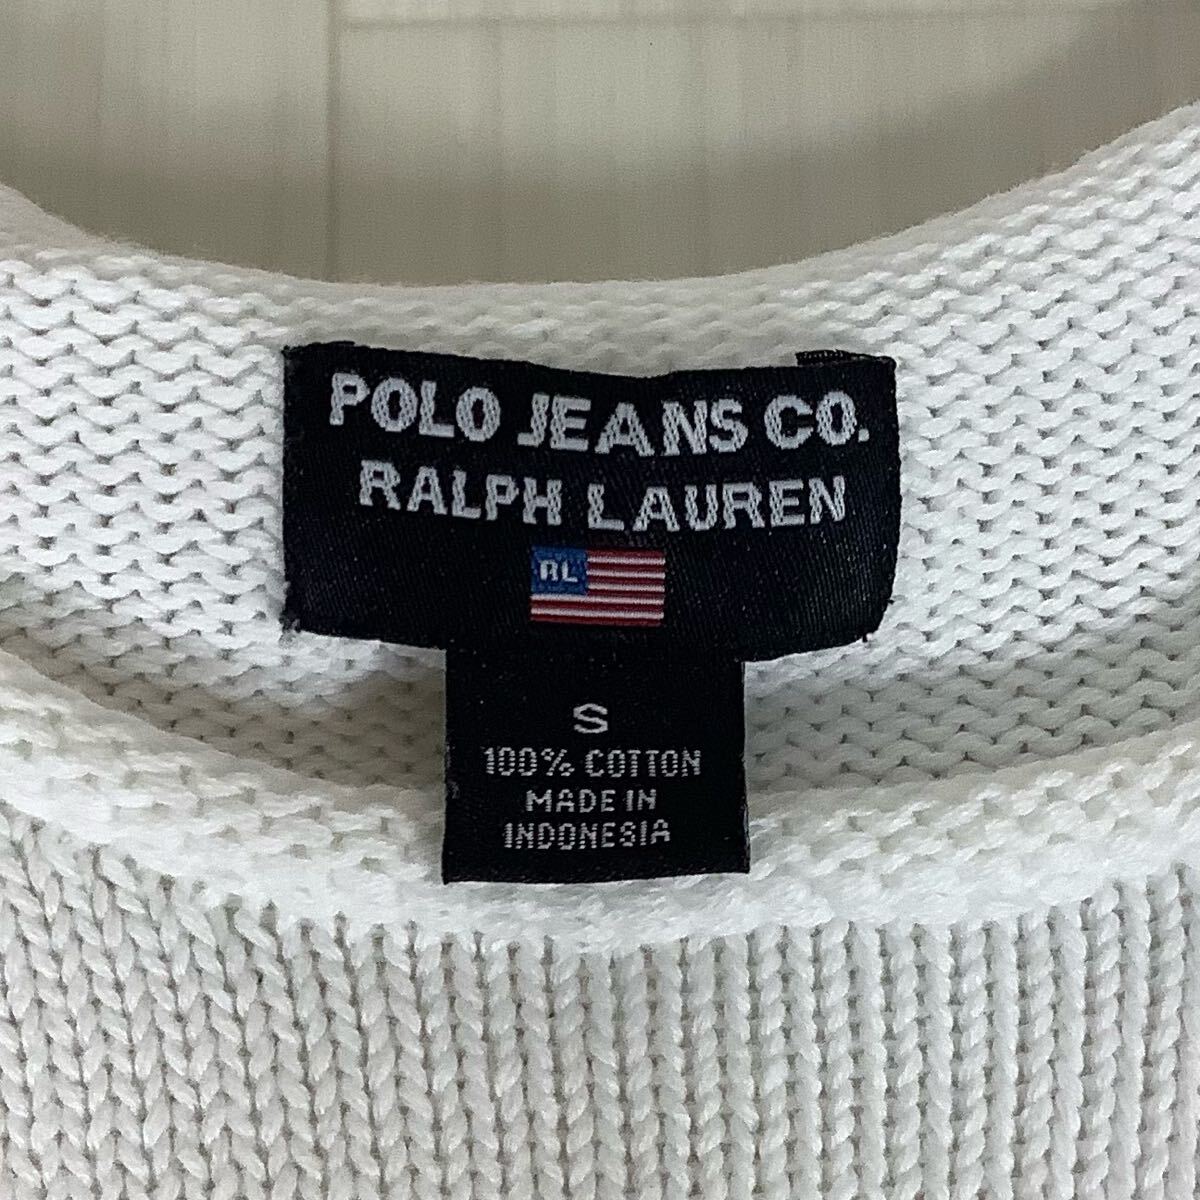 POLO JEANS CO.
RALPH LAUREN
RL
S
100% COTTON
MADE IN
INDONESIA